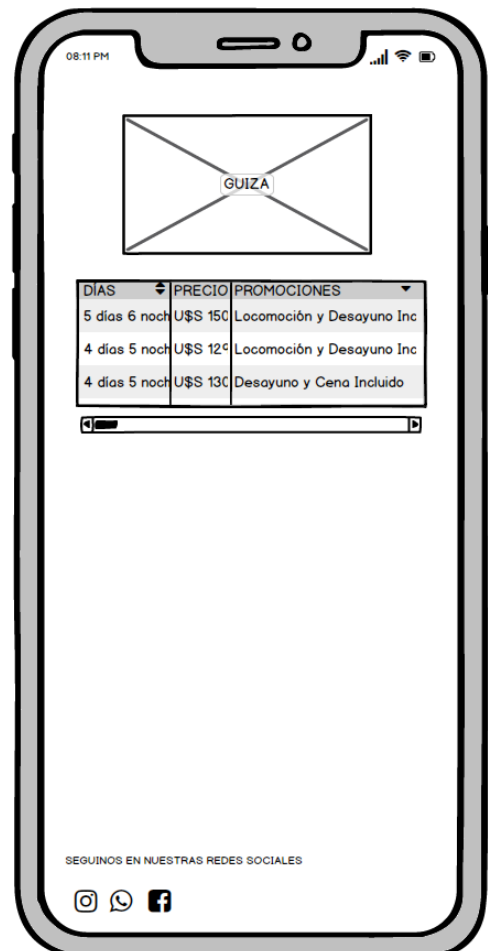 08:11 PM
GUIZA
DÍAS PRECIO PROMOCIONES
5 días 6 noch U$S 150 Locomoción y Desayuno Inc
4 días 5 noch U$S 129 Locomoción y Desayuno Inc
4 días 5 noch U$S 130 Desayuno y Cena Incluido
SEGUINOS EN NUESTRAS REDES SOCIALES